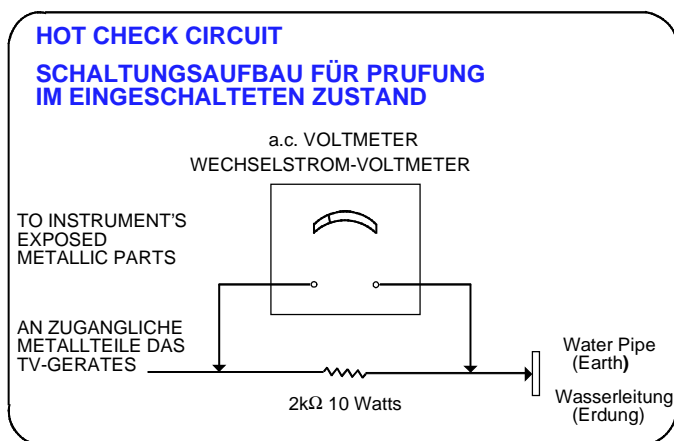 HOT CHECK CIRCUIT
SCHALTUNGSAUFBAU FÜR PRUFUNG
IM EINGESCHALTETEN ZUSTAND
a.c. VOLTMETER
WECHSELSTROM-VOLTMETER
TO INSTRUMENT'S
EXPOSED
METALLIC PARTS
AN ZUGANGLICHE
METALLTEILE DAS
TV-GERATES
2kΩ 10 Watts
Water Pipe
(Earth)
Wasserleitung
(Erdung)